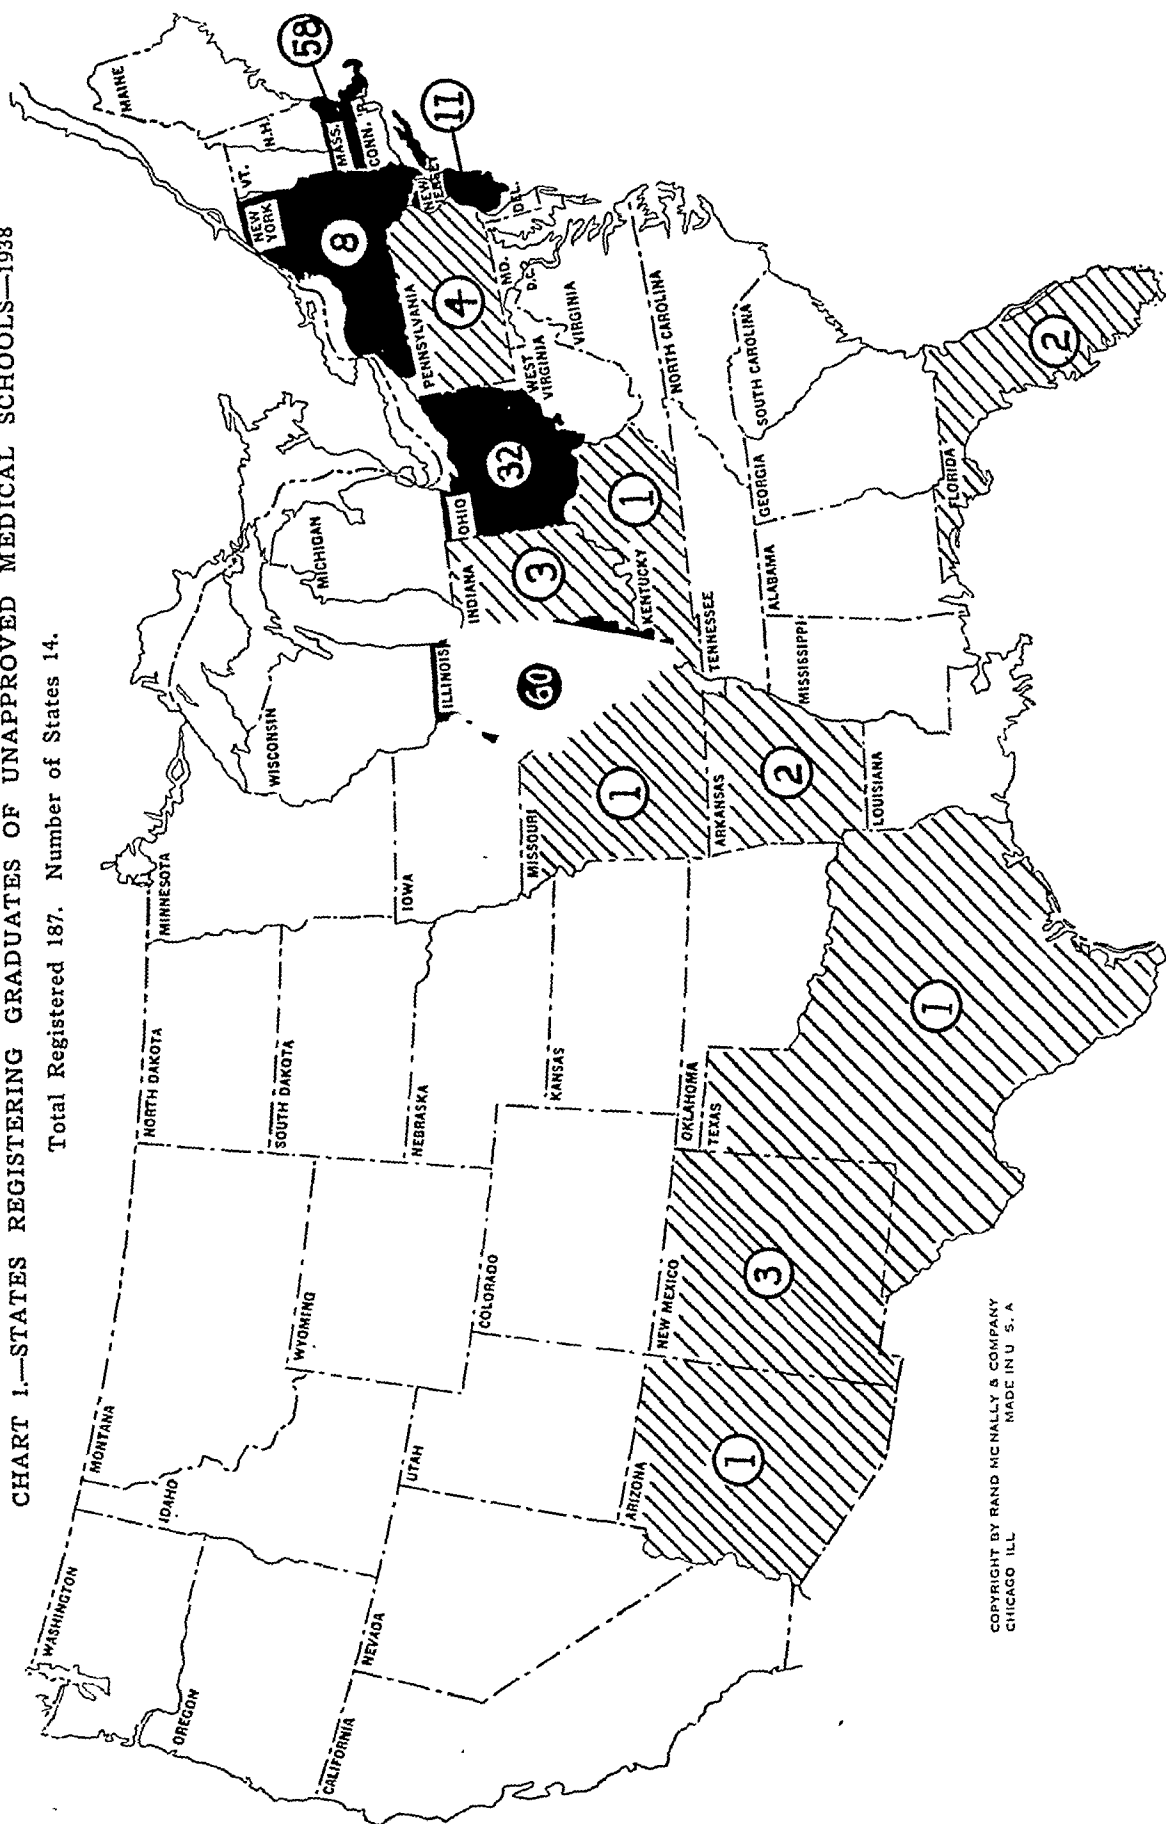 CHART 1.—STATES REGISTERING GRADUATES OF UNAPPROVED MEDICAL SCHOOLS—1938
Total Registered 187. Number of States 14.
WASHINGTON
OREGON
CALIFORNIA
NEVADA
IDAHO
MONTANA
WYOMING
UTAH
COLORADO
ARIZONA
1
NEW MEXICO
3
NORTH DAKOTA
SOUTH DAKOTA
NEBRASKA
KANSAS
OKLAHOMA
TEXAS
1
MINNESOTA
IOWA
MISSOURI
1
ARKANSAS
2
LOUISIANA
WISCONSIN
ILLINOIS
60
MICHIGAN
INDIANA
3
OHIO
32
KENTUCKY
1
TENNESSEE
MISSISSIPPI
ALABAMA
GEORGIA
FLORIDA
2
SOUTH CAROLINA
NORTH CAROLINA
VIRGINIA
WEST
VIRGINIA
MD.
D.C.
DEL.
PENNSYLVANIA
4
NEW
JERSEY
11
NEW
YORK
8
CONN.
R.I.
MASS.
58
VT.
N.H.
MAINE
COPYRIGHT BY RAND MCNALLY & COMPANY
CHICAGO ILL MADE IN U S. A